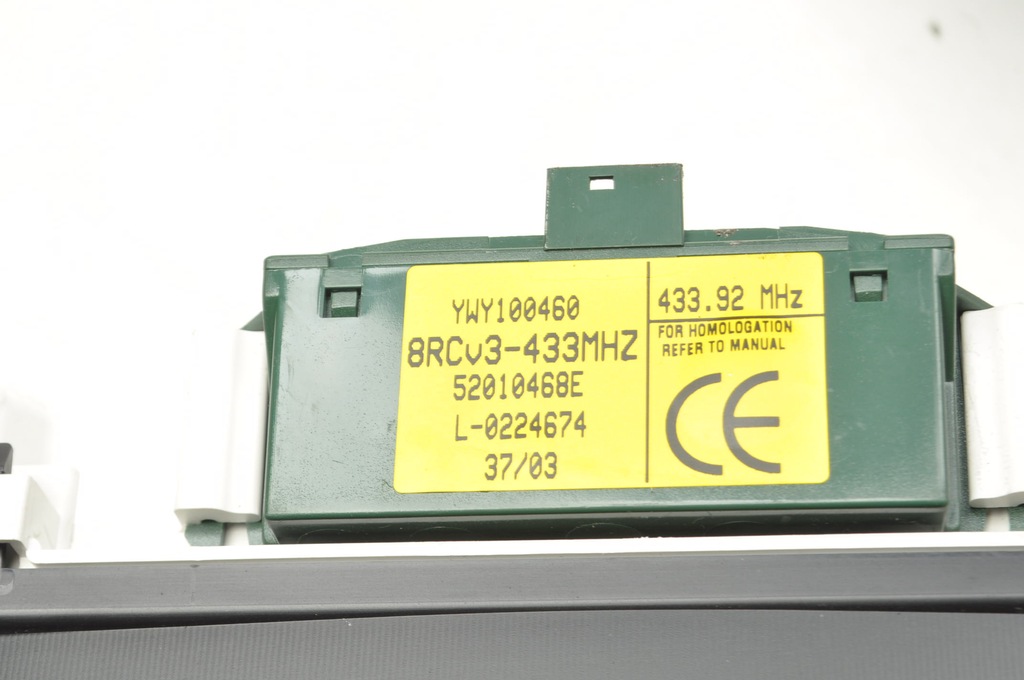 YWY100460
8RCv3-433MHZ
52010468E
L-0224674
37/03
433.92 MHz
FOR HOMOLOGATION
REFER TO MANUAL
CE